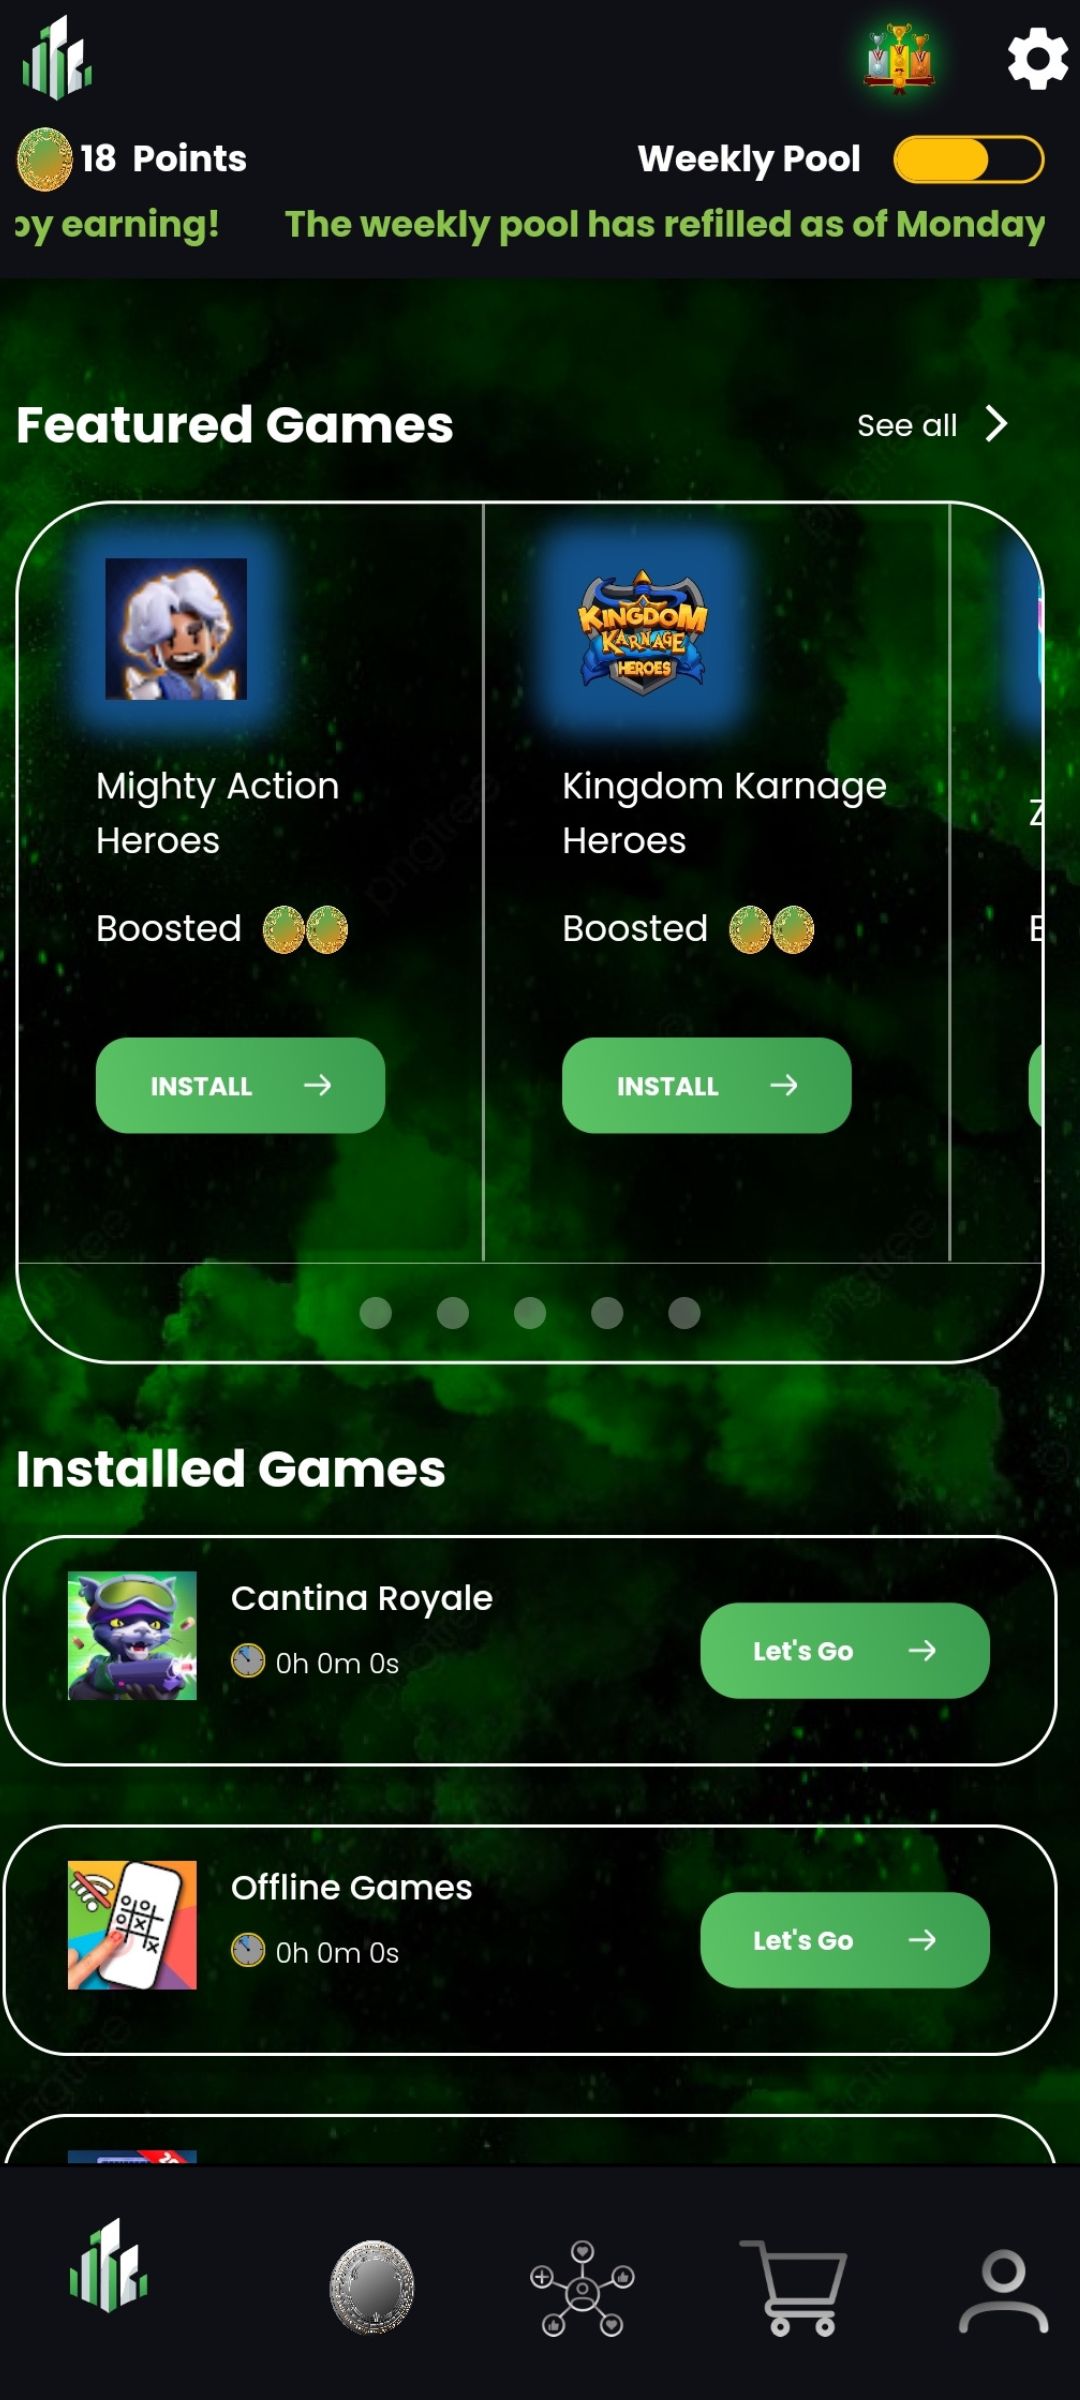 18 Points
Weekly Pool
by earning! The weekly pool has refilled as of Monday
Featured Games
See all
KINGDOM
KARNAGE
HEROES
Mighty Action
Heroes
Kingdom Karnage
Heroes
Boosted
Boosted
INSTALL
INSTALL
Installed Games
Cantina Royale
0h 0m 0s
Let's Go
Offline Games
0h 0m 0s
Let's Go
pngtree